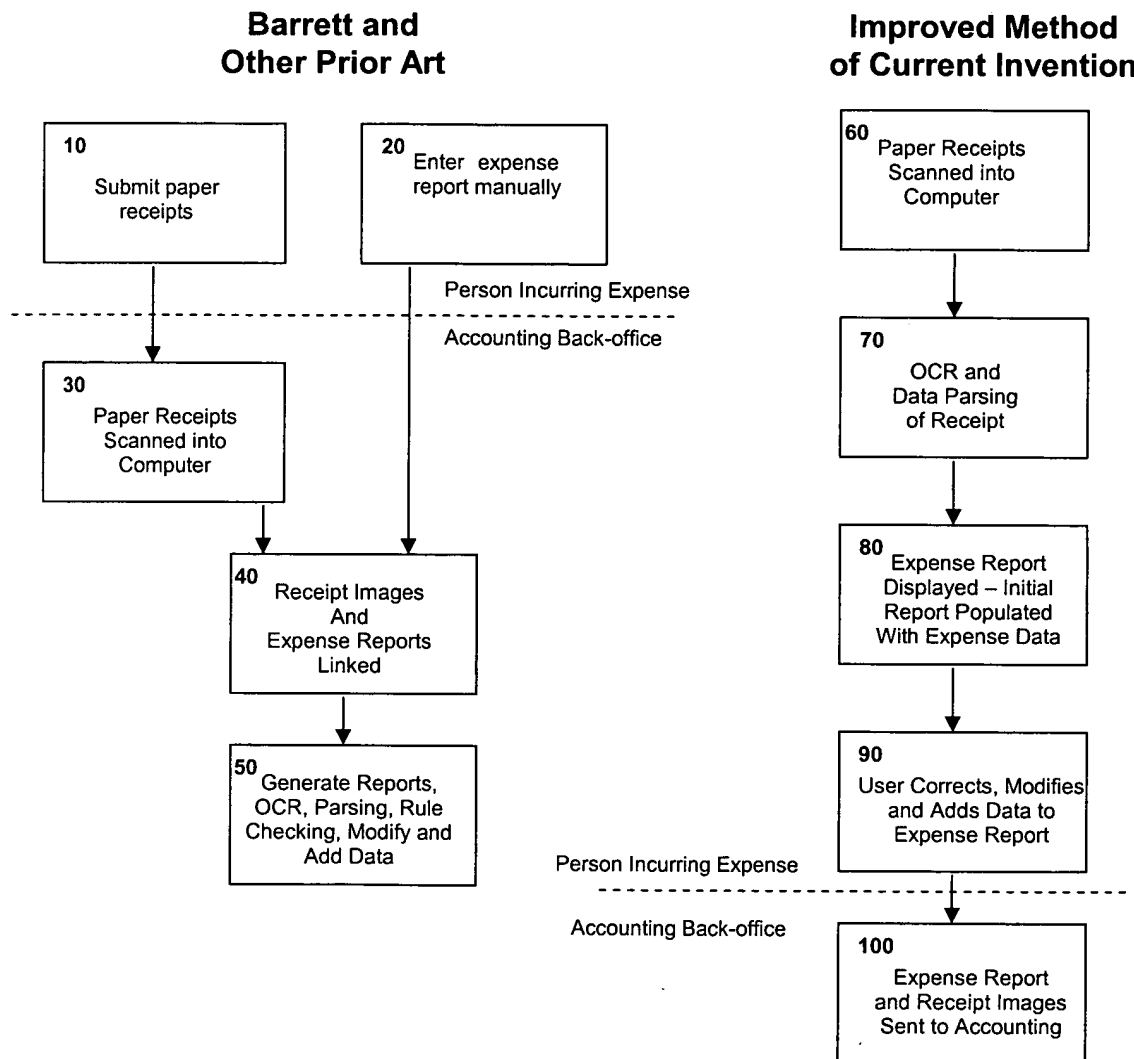 Barrett and
Other Prior Art
10
Submit paper
receipts
20
Enter expense
report manually
Person Incurring Expense
Accounting Back-office
30
Paper Receipts
Scanned into
Computer
40
Receipt Images
And
Expense Reports
Linked
50
Generate Reports,
OCR, Parsing, Rule
Checking, Modify and
Add Data
Improved Method
of Current Invention
60
Paper Receipts
Scanned into
Computer
70
OCR and
Data Parsing
of Receipt
80
Expense Report
Displayed – Initial
Report Populated
With Expense Data
90
User Corrects, Modifies
and Adds Data to
Expense Report
Person Incurring Expense
Accounting Back-office
100
Expense Report
and Receipt Images
Sent to Accounting